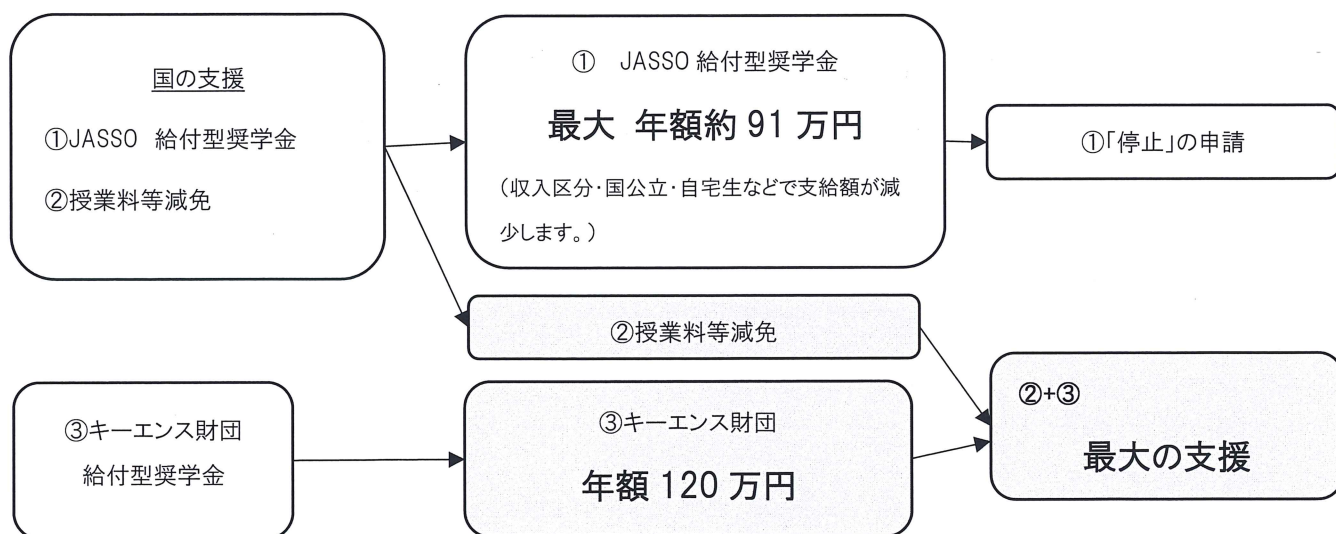 国の支援
①JASSO 給付型奨学金
②授業料等減免
① JASSO 給付型奨学金
最大 年額約 91 万円
(収入区分・国公立・自宅生などで支給額が減
少します。)
①「停止」の申請
②授業料等減免
③キーエンス財団
給付型奨学金
③キーエンス財団
年額 120 万円
②+③
最大の支援